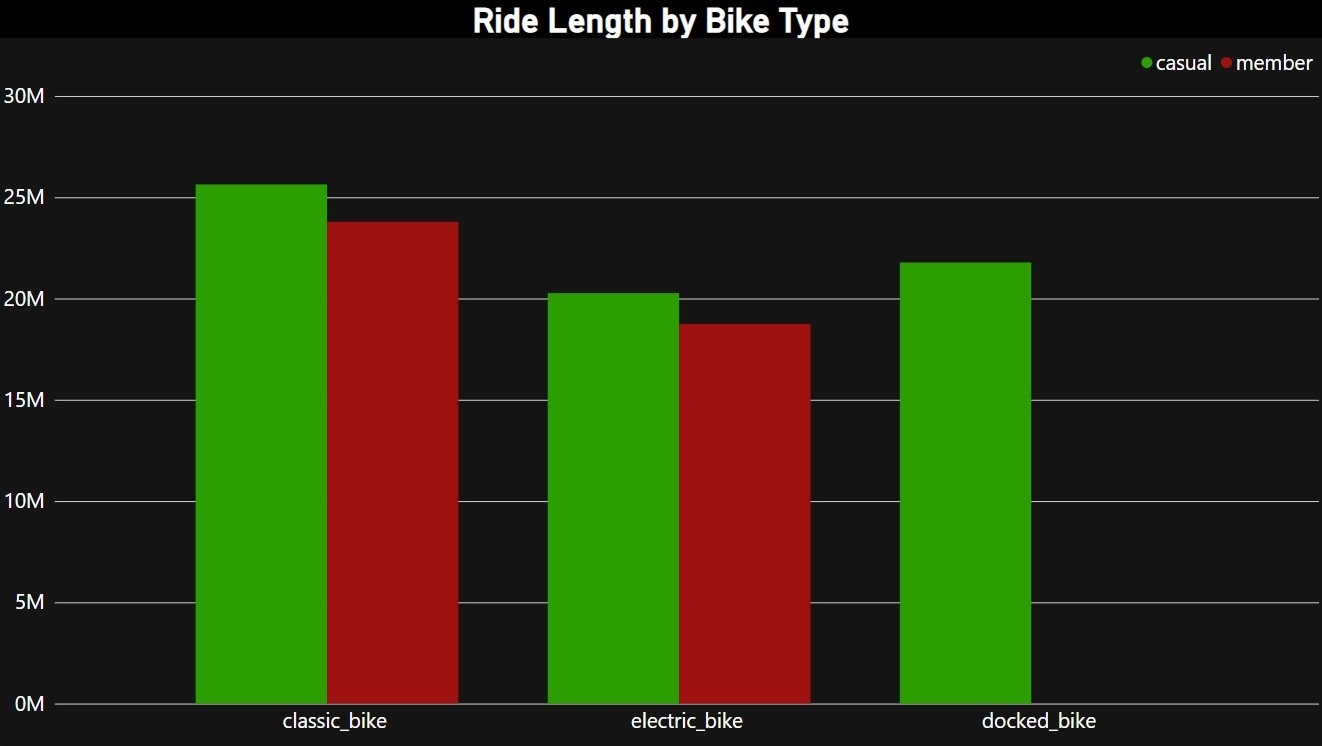 Ride Length by Bike Type
casual member
30M
25M
20M
15M
10M
5M
0M
classic_bike electric_bike docked_bike